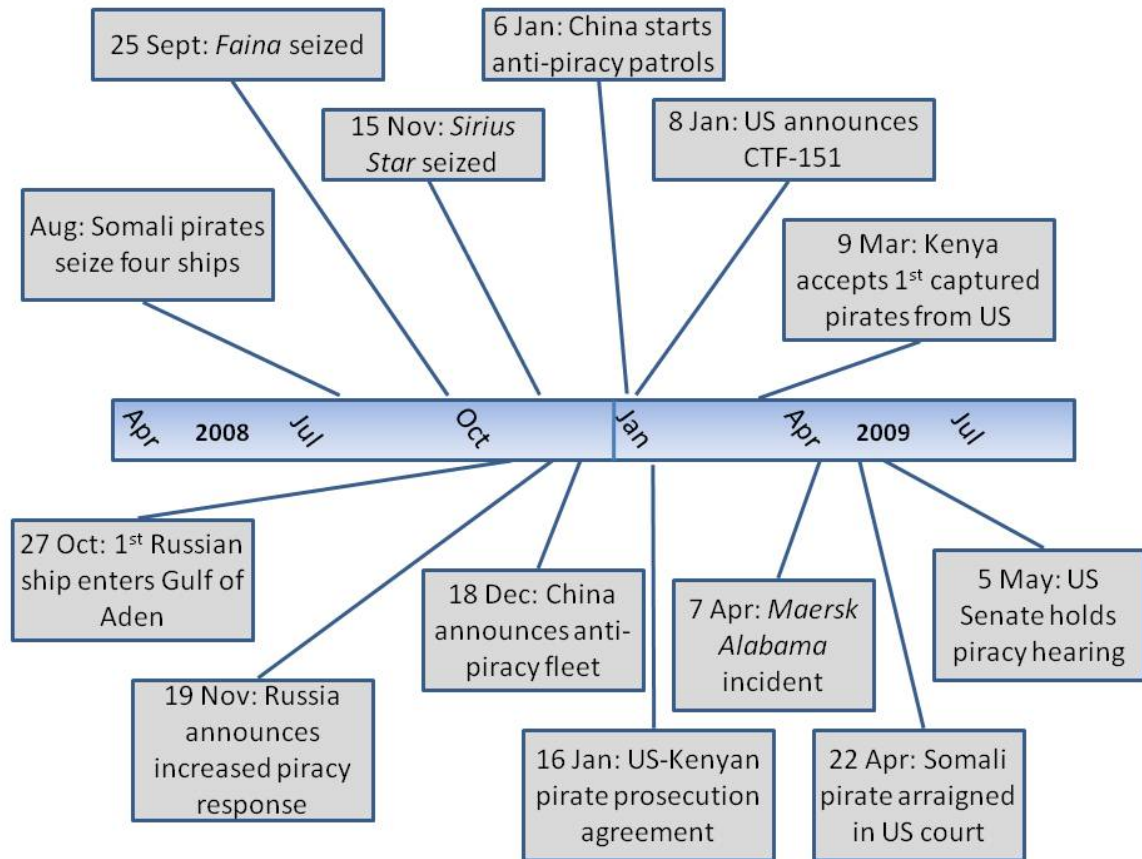 25 Sept: Faina seized
6 Jan: China starts
anti-piracy patrols
15 Nov: Sirius
Star seized
8 Jan: US announces
CTF-151
Aug: Somali pirates
seize four ships
9 Mar: Kenya
accepts 1st captured
pirates from US
Apr
2008
Jul
Oct
Jan
Apr
2009
Jul
27 Oct: 1st Russian
ship enters Gulf of
Aden
19 Nov: Russia
announces
increased piracy
response
18 Dec: China
announces anti-
piracy fleet
16 Jan: US-Kenyan
pirate prosecution
agreement
7 Apr: Maersk
Alabama
incident
22 Apr: Somali
pirate arraigned
in US court
5 May: US
Senate holds
piracy hearing